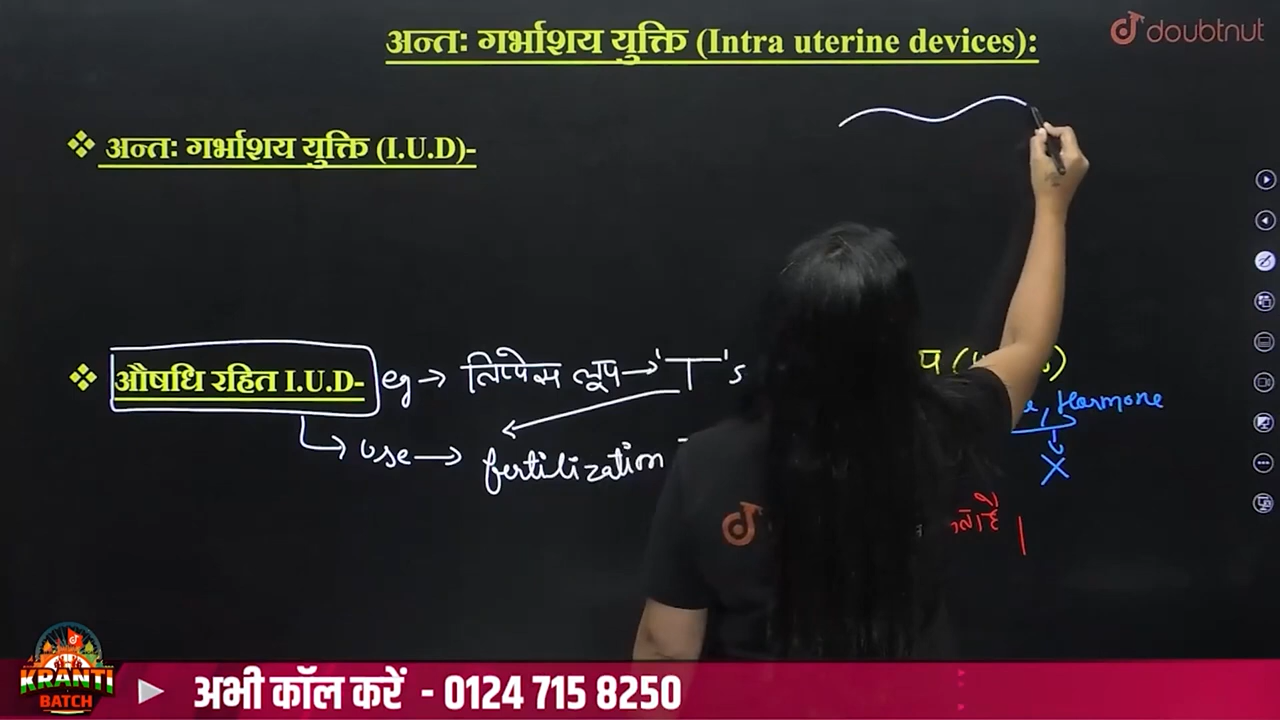 अन्तः गर्भाशय युक्ति (Intra uterine devices):
doubtnut
❖ अन्तः गर्भाशय युक्ति (I.U.D)-
❖ औषधि रहित I.U.D- eg → लिप्पेस लूप → 'T's
, Hormone
X
use → fertilization
KRANTI
BATCH
अभी कॉल करें - 0124 715 8250